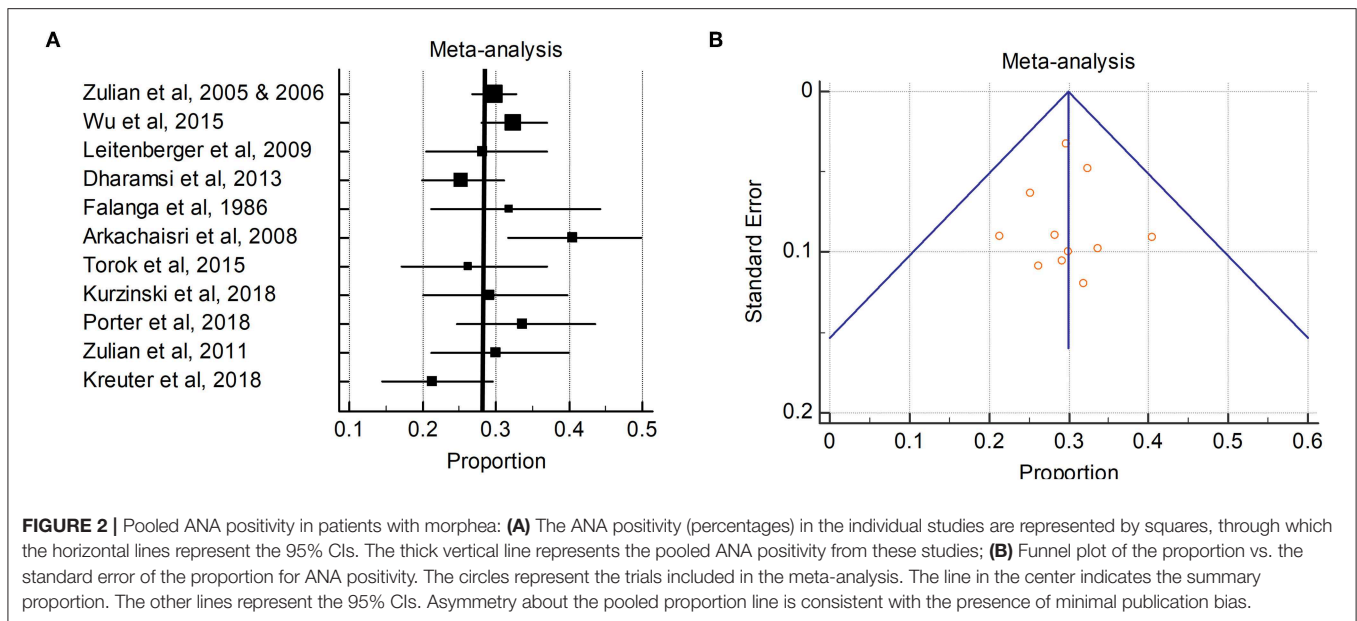 A
Meta-analysis
Zulian et al, 2005 & 2006
Wu et al, 2015
Leitenberger et al, 2009
Dharamsi et al, 2013
Falanga et al, 1986
Arkachaisri et al, 2008
Torok et al, 2015
Kurzinski et al, 2018
Porter et al, 2018
Zulian et al, 2011
Kreuter et al, 2018
0.1 0.2 0.3 0.4 0.5
Proportion
B
Meta-analysis
Standard Error
0
0.1
0.2
0 0.1 0.2 0.3 0.4 0.5 0.6
Proportion
FIGURE 2 | Pooled ANA positivity in patients with morphea: (A) The ANA positivity (percentages) in the individual studies are represented by squares, through which
the horizontal lines represent the 95% CIs. The thick vertical line represents the pooled ANA positivity from these studies; (B) Funnel plot of the proportion vs. the
standard error of the proportion for ANA positivity. The circles represent the trials included in the meta-analysis. The line in the center indicates the summary
proportion. The other lines represent the 95% CIs. Asymmetry about the pooled proportion line is consistent with the presence of minimal publication bias.